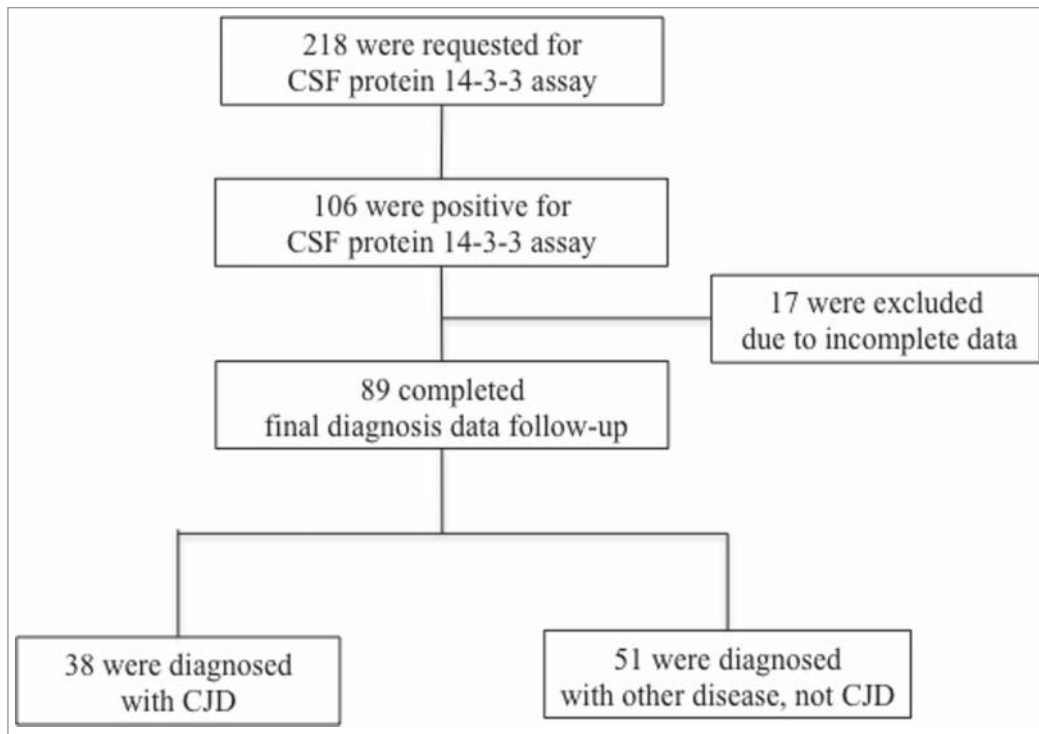 218 were requested for
CSF protein 14-3-3 assay
106 were positive for
CSF protein 14-3-3 assay
17 were excluded
due to incomplete data
89 completed
final diagnosis data follow-up
38 were diagnosed
with CJD
51 were diagnosed
with other disease, not CJD